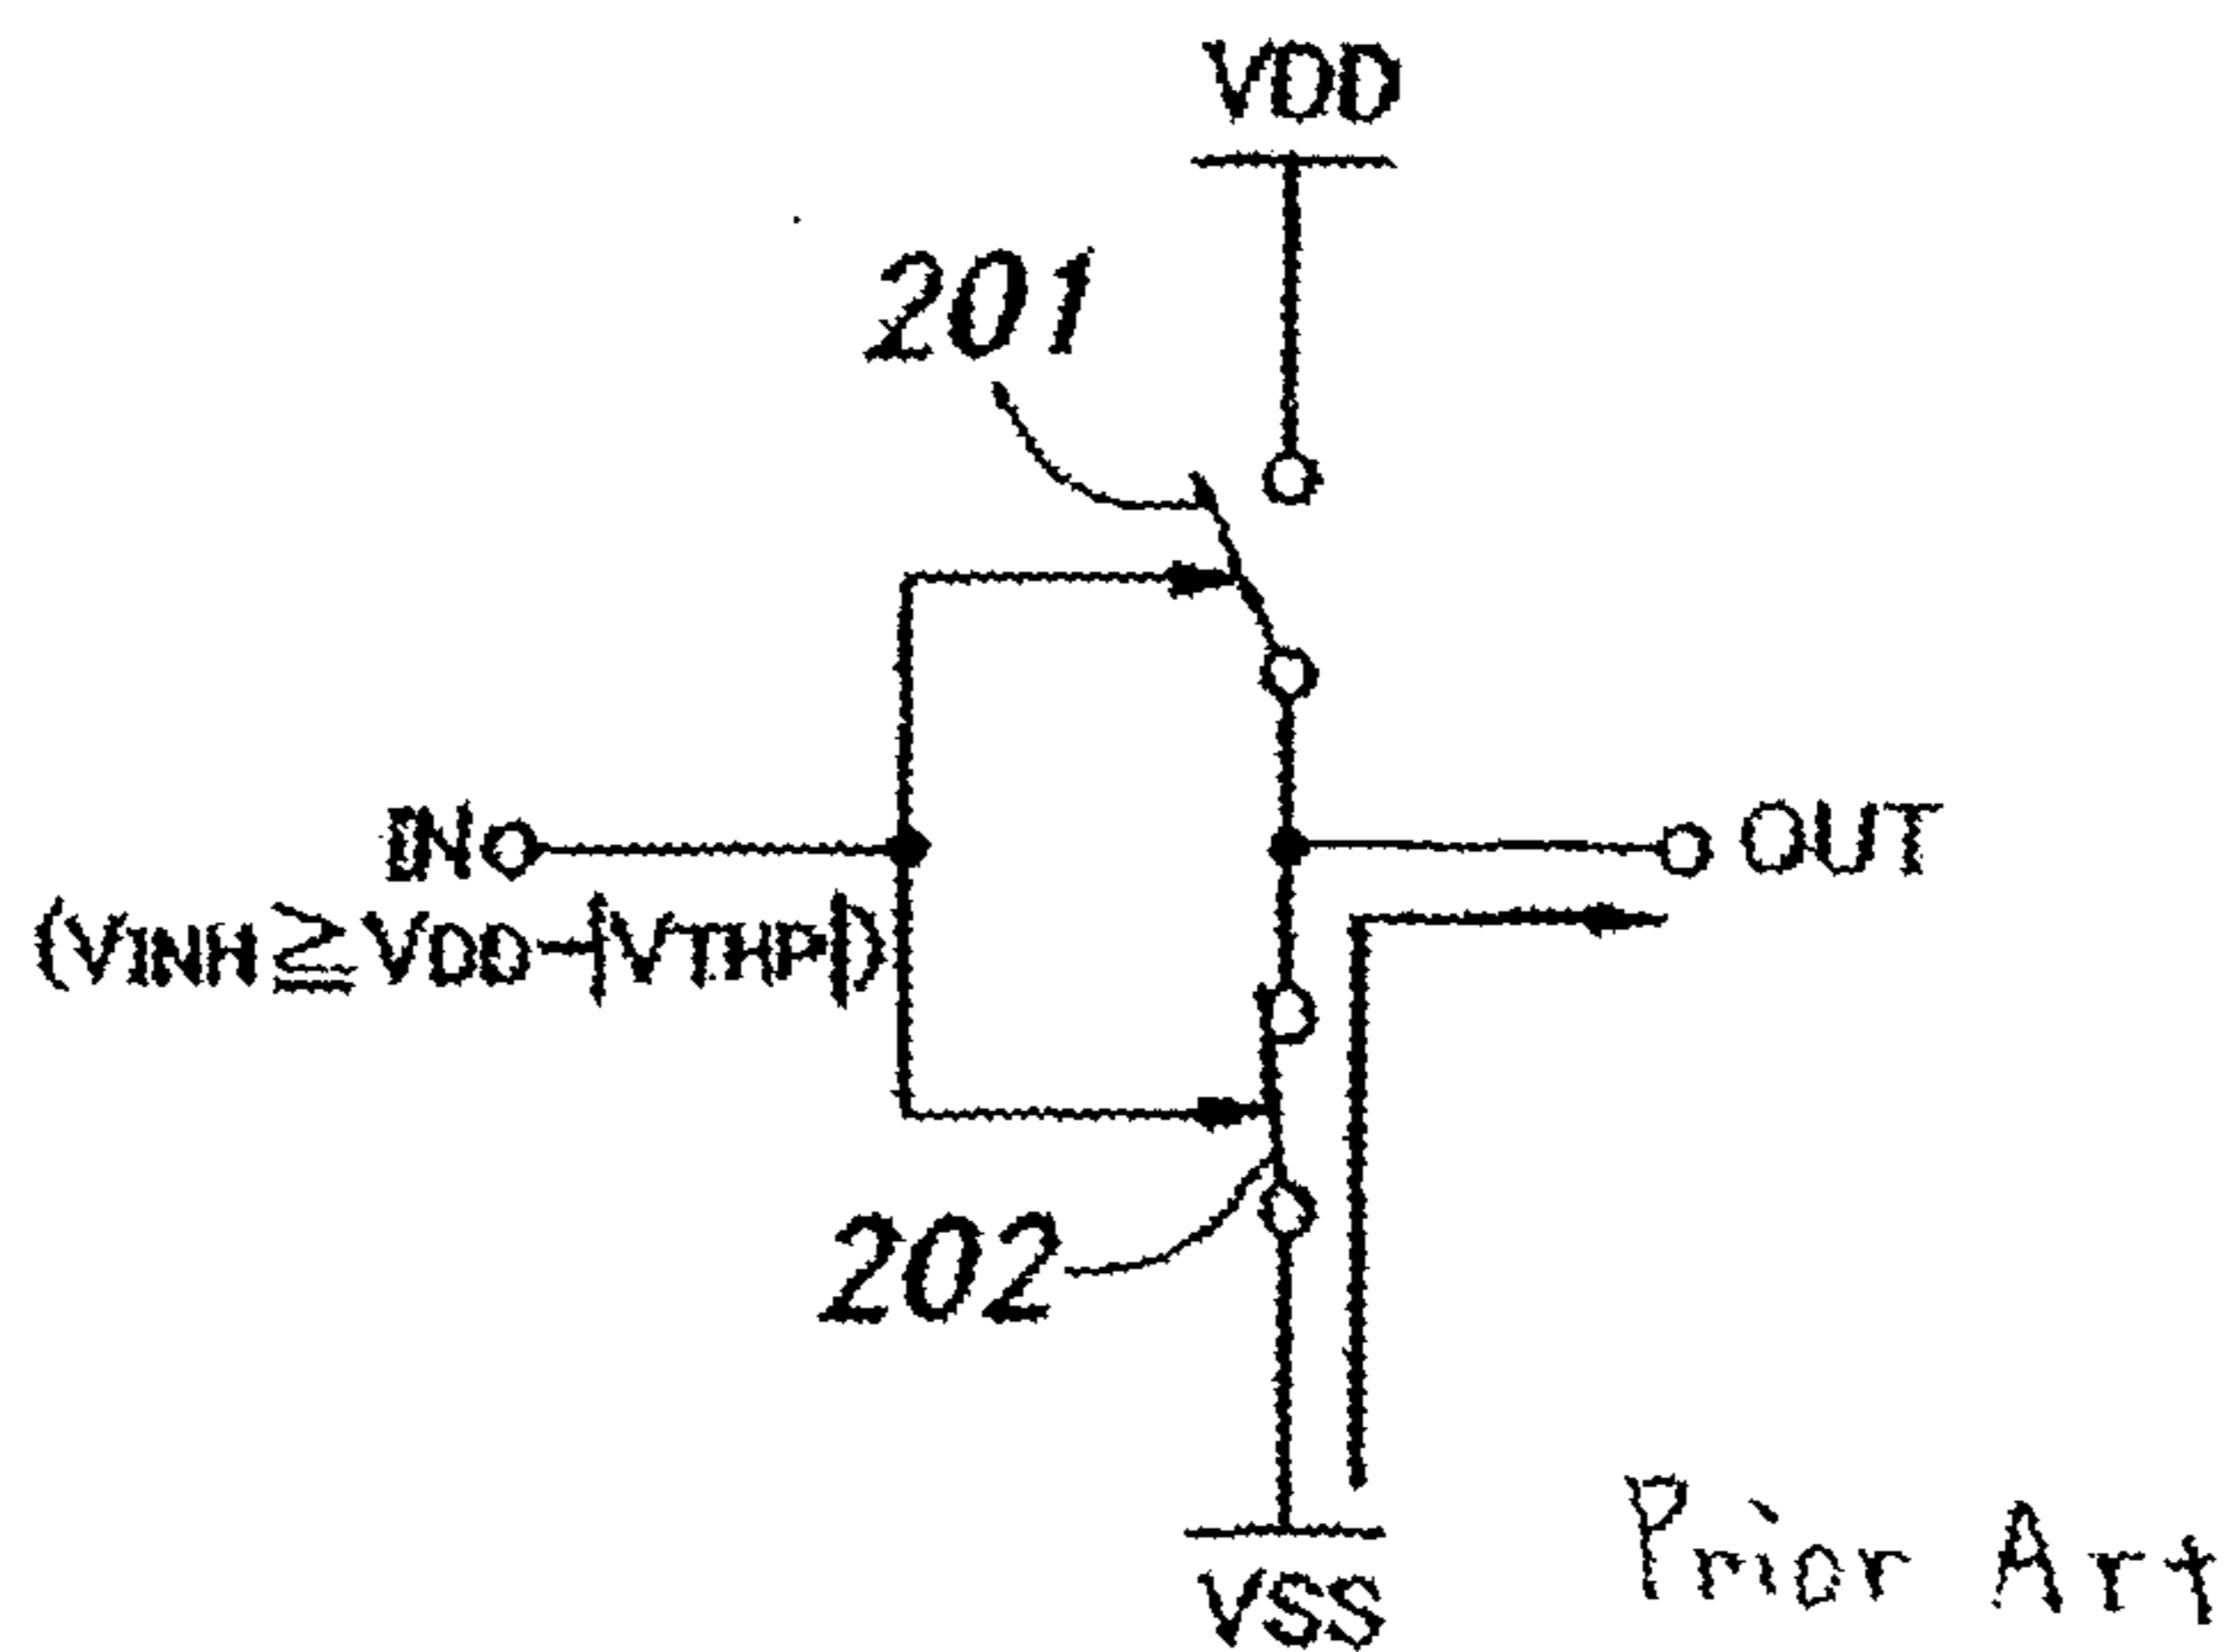 VDD
201
IN
OUT
(VINH≧VDD-|VTHP|)
202
VSS
Prior Art